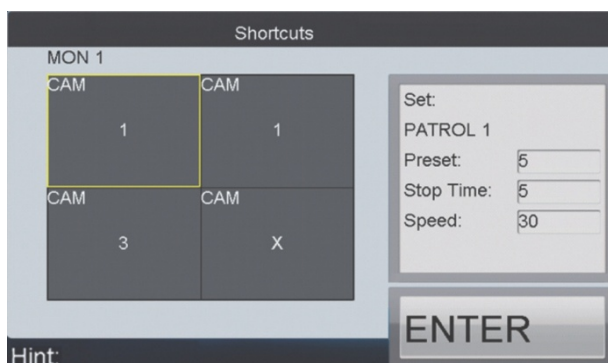 Shortcuts
MON 1
CAM
1
CAM
1
CAM
3
CAM
X
Set:
PATROL 1
Preset: 5
Stop Time: 5
Speed: 30
ENTER
Hint: